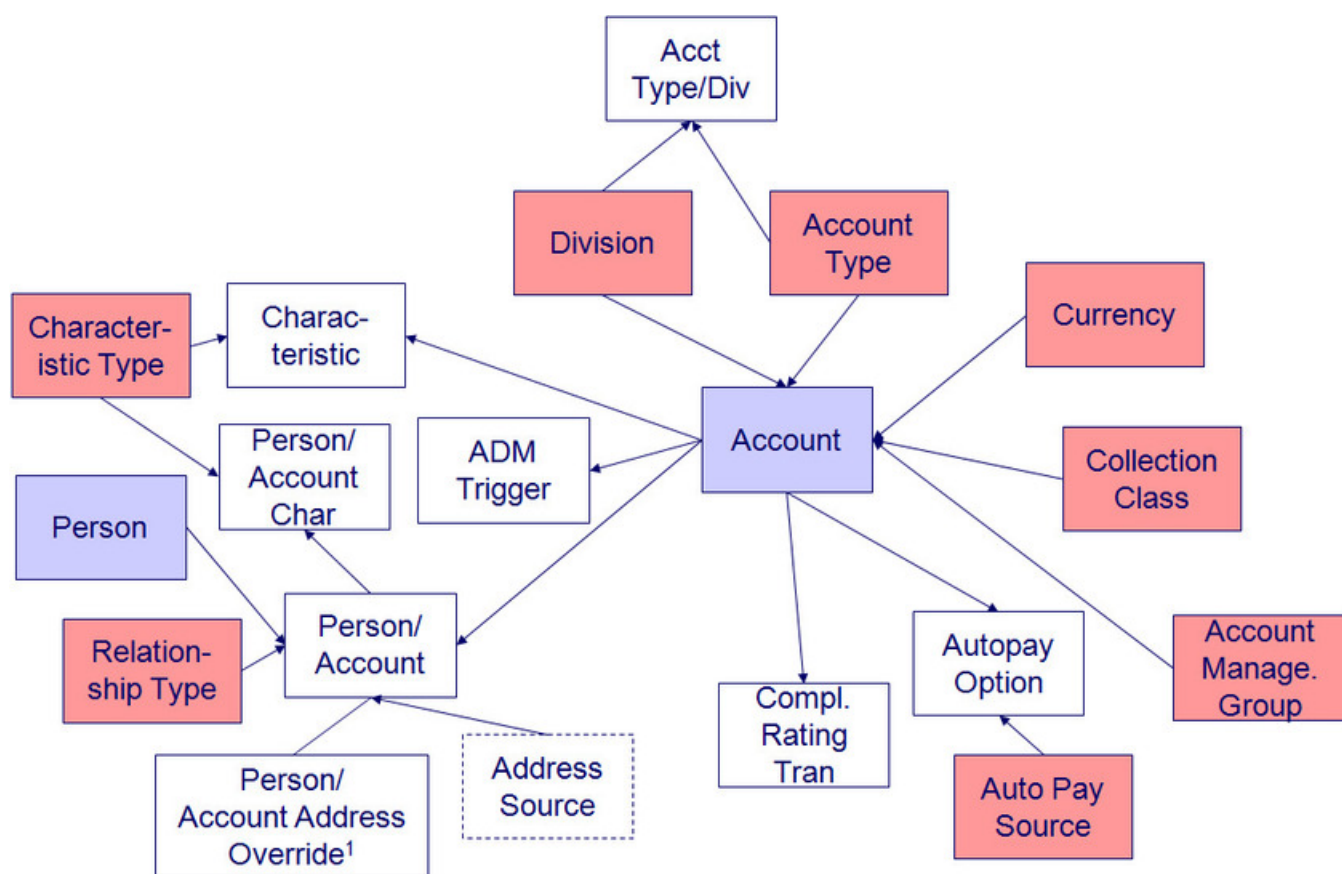 Acct
Type/Div
Division
Account
Type
Currency
Character-
istic Type
Charac-
teristic
Account
ADM
Trigger
Collection
Class
Person/
Account
Char
Person
Person/
Account
Relation-
ship Type
Autopay
Option
Account
Manage.
Group
Compl.
Rating
Tran
Address
Source
Auto Pay
Source
Person/
Account Address
Override¹